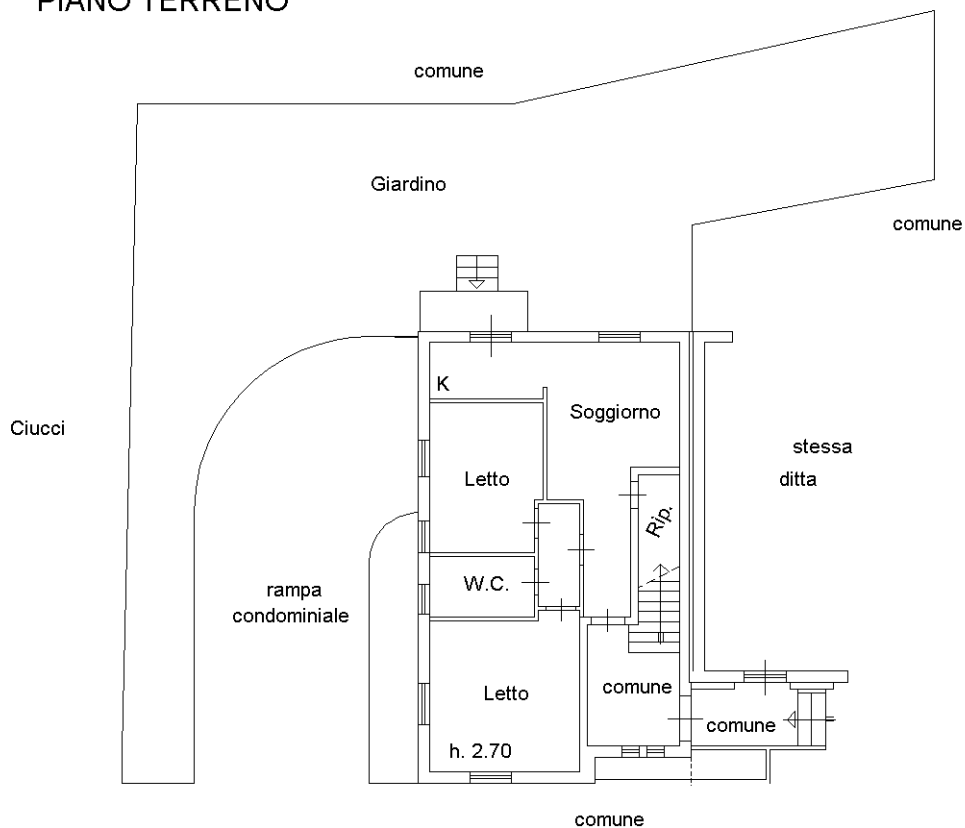 PIANO TERRENO
comune
Giardino
comune
K
Soggiorno
Ciucci
stessa
ditta
Letto
Rip.
W.C.
rampa
condominiale
Letto
comune
comune
h. 2.70
comune